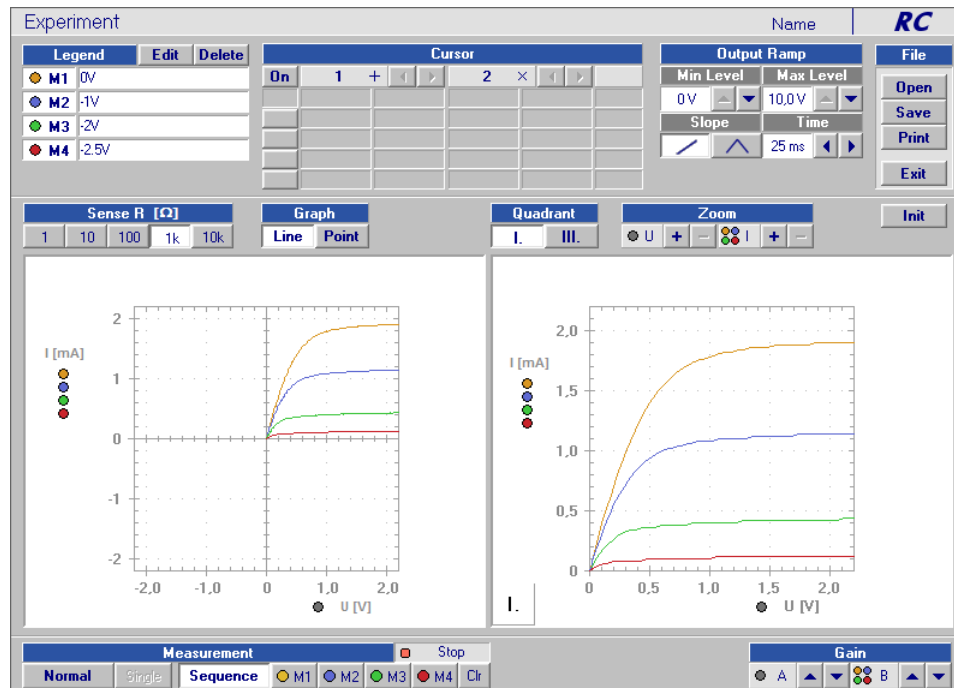 Experiment Name RC
Legend Edit Delete
M1 0V
M2 -1V
M3 -2V
M4 -2.5V
Cursor
On 1 + 2 ×
Output Ramp
Min Level Max Level
0 V 10,0 V
Slope Time
25 ms
File
Open
Save
Print
Exit
Sense R [Ω]
1 10 100 1k 10k
Graph
Line Point
Quadrant
I. III.
Zoom
U + − I + −
Init
2
1
0
-1
-2
I [mA]
-2,0 -1,0 0 1,0 2,0
U [V]
2,0
1,5
1,0
0,5
0
I [mA]
0 0,5 1,0 1,5 2,0
U [V]
I.
Measurement Stop
Normal Single Sequence M1 M2 M3 M4 Clr
Gain
A B